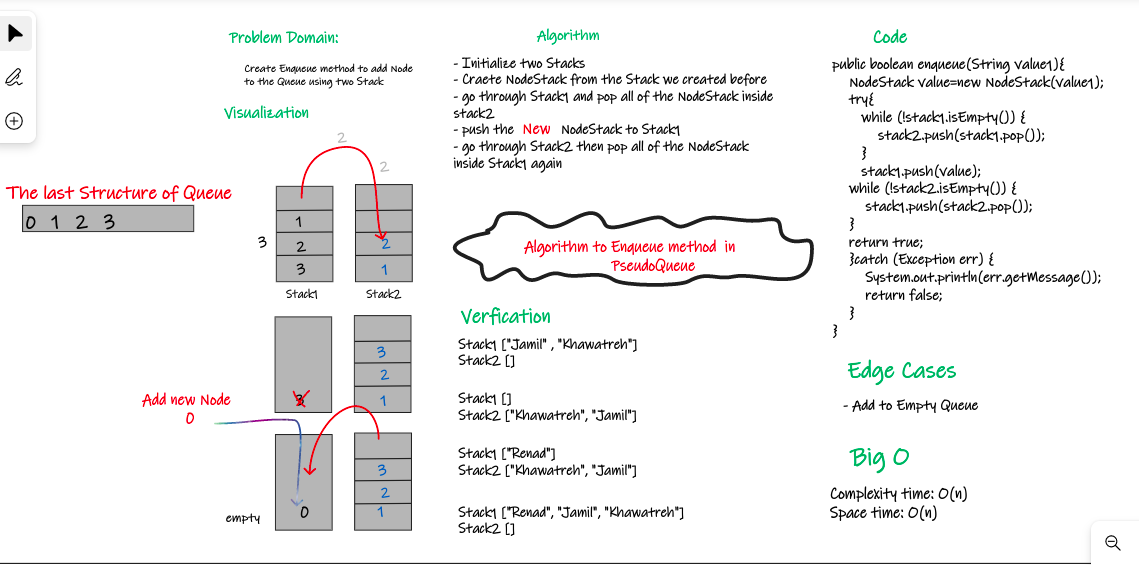 Problem Domain:
Create Enqueue method to add Node
to the Queue using two Stack
Visualization
2
2
The last Structure of Queue
0 1 2 3
3
1
2
3
2
1
Stack1
Stack2
3
3
2
1
Add new Node
0
3
2
1
0
empty
Algorithm
- Initialize two Stacks
- Craete NodeStack from the Stack we created before
- go through Stack1 and pop all of the NodeStack inside
stack2
- push the New NodeStack to Stack1
- go through Stack2 then pop all of the NodeStack
inside Stack1 again
Algorithm to Enqueue method in
PseudoQueue
Verfication
Stack1 ["Jamil" , "Khawatreh"]
Stack2 []
Stack1 []
Stack2 ["Khawatreh", "Jamil"]
Stack1 ["Renad"]
Stack2 ["Khawatreh", "Jamil"]
Stack1 ["Renad", "Jamil", "Khawatreh"]
Stack2 []
Code
public boolean enqueue(String value1){
NodeStack value=new NodeStack(value1);
try{
while (!stack1.isEmpty()) {
stack2.push(stack1.pop());
}
stack1.push(value);
while (!stack2.isEmpty()) {
stack1.push(stack2.pop());
}
return true;
}catch (Exception err) {
System.out.println(err.getMessage());
return false;
}
}
Edge Cases
- Add to Empty Queue
Big O
Complexity time: O(n)
Space time: O(n)